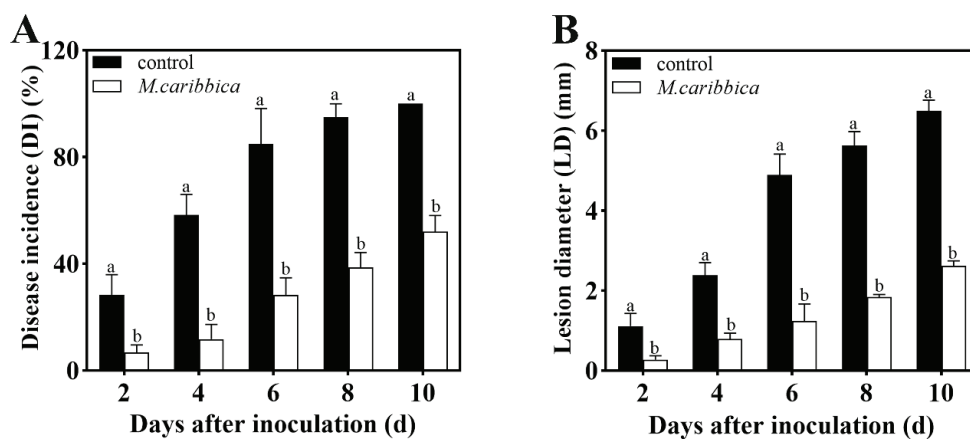 A
Disease incidence (DI) (%)
120
80
40
0
control
M.caribbica
a
b
a
b
a
b
a
b
a
b
2 4 6 8 10
Days after inoculation (d)
B
Lesion diameter (LD) (mm)
8
6
4
2
0
control
M.caribbica
a
b
a
b
a
b
a
b
a
b
2 4 6 8 10
Days after inoculation (d)